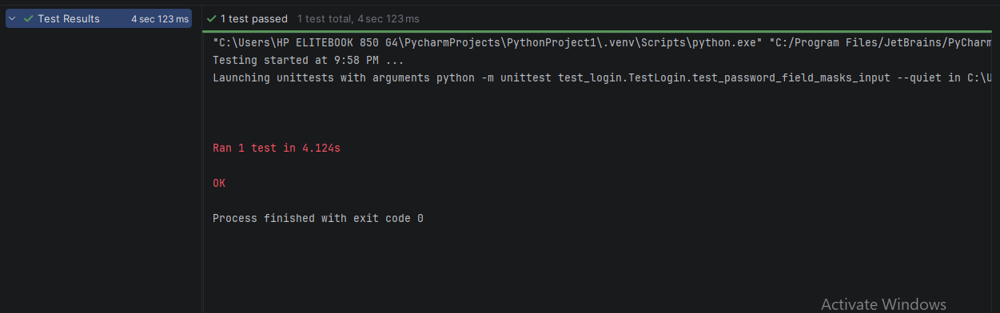 Test Results 4 sec 123 ms
1 test passed 1 test total, 4 sec 123 ms
"C:\Users\HP ELITEBOOK 850 G4\PycharmProjects\PythonProject1\.venv\Scripts\python.exe" "C:/Program Files/JetBrains/PyCharm
Testing started at 9:58 PM ...
Launching unittests with arguments python -m unittest test_login.TestLogin.test_password_field_masks_input --quiet in C:\U
Ran 1 test in 4.124s
OK
Process finished with exit code 0
Activate Windows